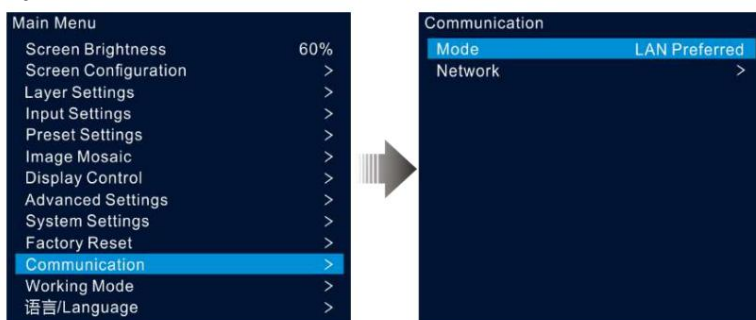 Main Menu
Screen Brightness 60%
Screen Configuration >
Layer Settings >
Input Settings >
Preset Settings >
Image Mosaic >
Display Control >
Advanced Settings >
System Settings >
Factory Reset >
Communication >
Working Mode >
语言/Language >
Communication
Mode LAN Preferred
Network >